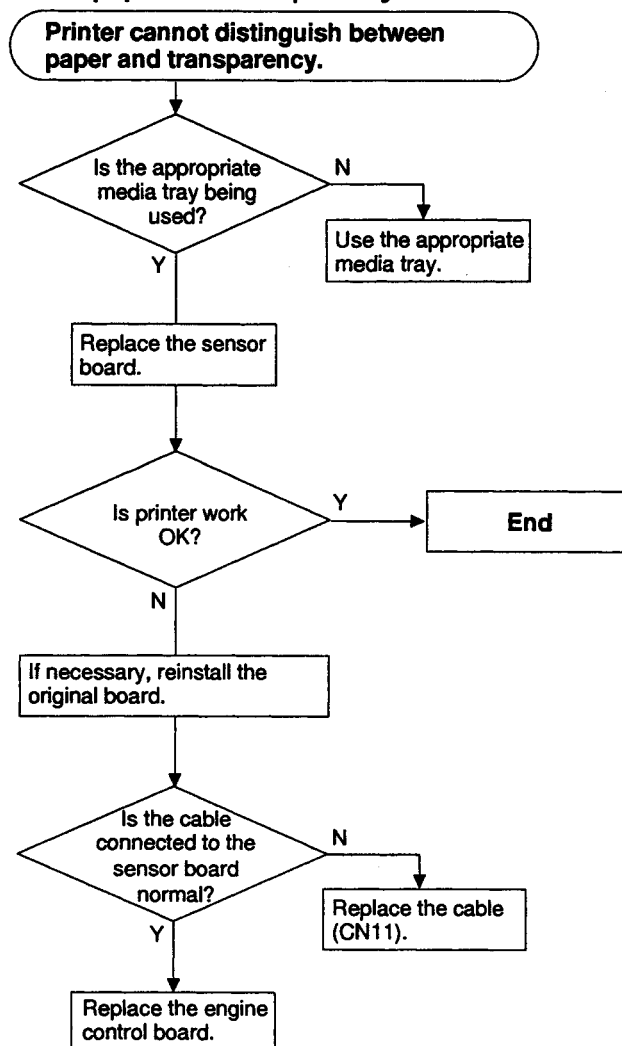 Printer cannot distinguish between
paper and transparency.
Is the appropriate
media tray being
used?
N
Use the appropriate
media tray.
Y
Replace the sensor
board.
Is printer work
OK?
Y
End
N
If necessary, reinstall the
original board.
Is the cable
connected to the
sensor board
normal?
N
Replace the cable
(CN11).
Y
Replace the engine
control board.